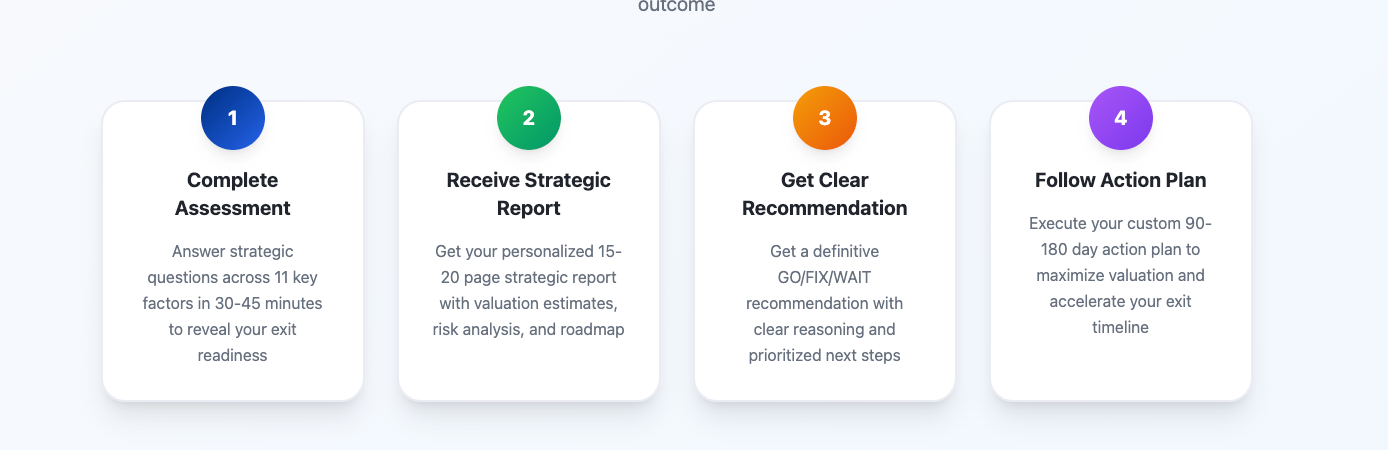 outcome
1
Complete
Assessment
Answer strategic
questions across 11 key
factors in 30-45 minutes
to reveal your exit
readiness
2
Receive Strategic
Report
Get your personalized 15-
20 page strategic report
with valuation estimates,
risk analysis, and roadmap
3
Get Clear
Recommendation
Get a definitive
GO/FIX/WAIT
recommendation with
clear reasoning and
prioritized next steps
4
Follow Action Plan
Execute your custom 90-
180 day action plan to
maximize valuation and
accelerate your exit
timeline